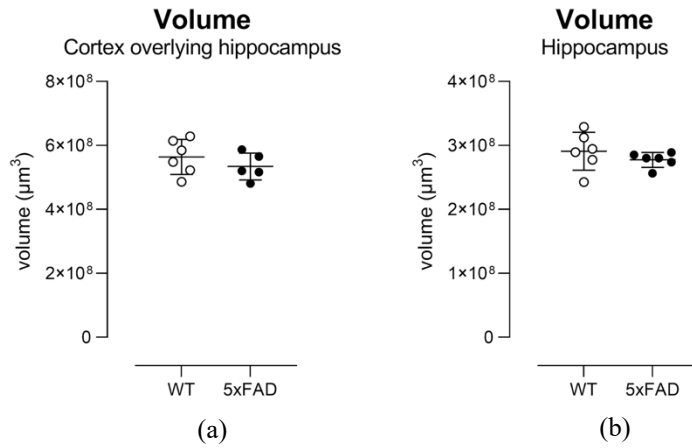 Volume
Cortex overlying hippocampus
8×10⁸
6×10⁸
4×10⁸
2×10⁸
0
volume (µm³)
WT 5xFAD
(a)
Volume
Hippocampus
4×10⁸
3×10⁸
2×10⁸
1×10⁸
0
volume (µm³)
WT 5xFAD
(b)